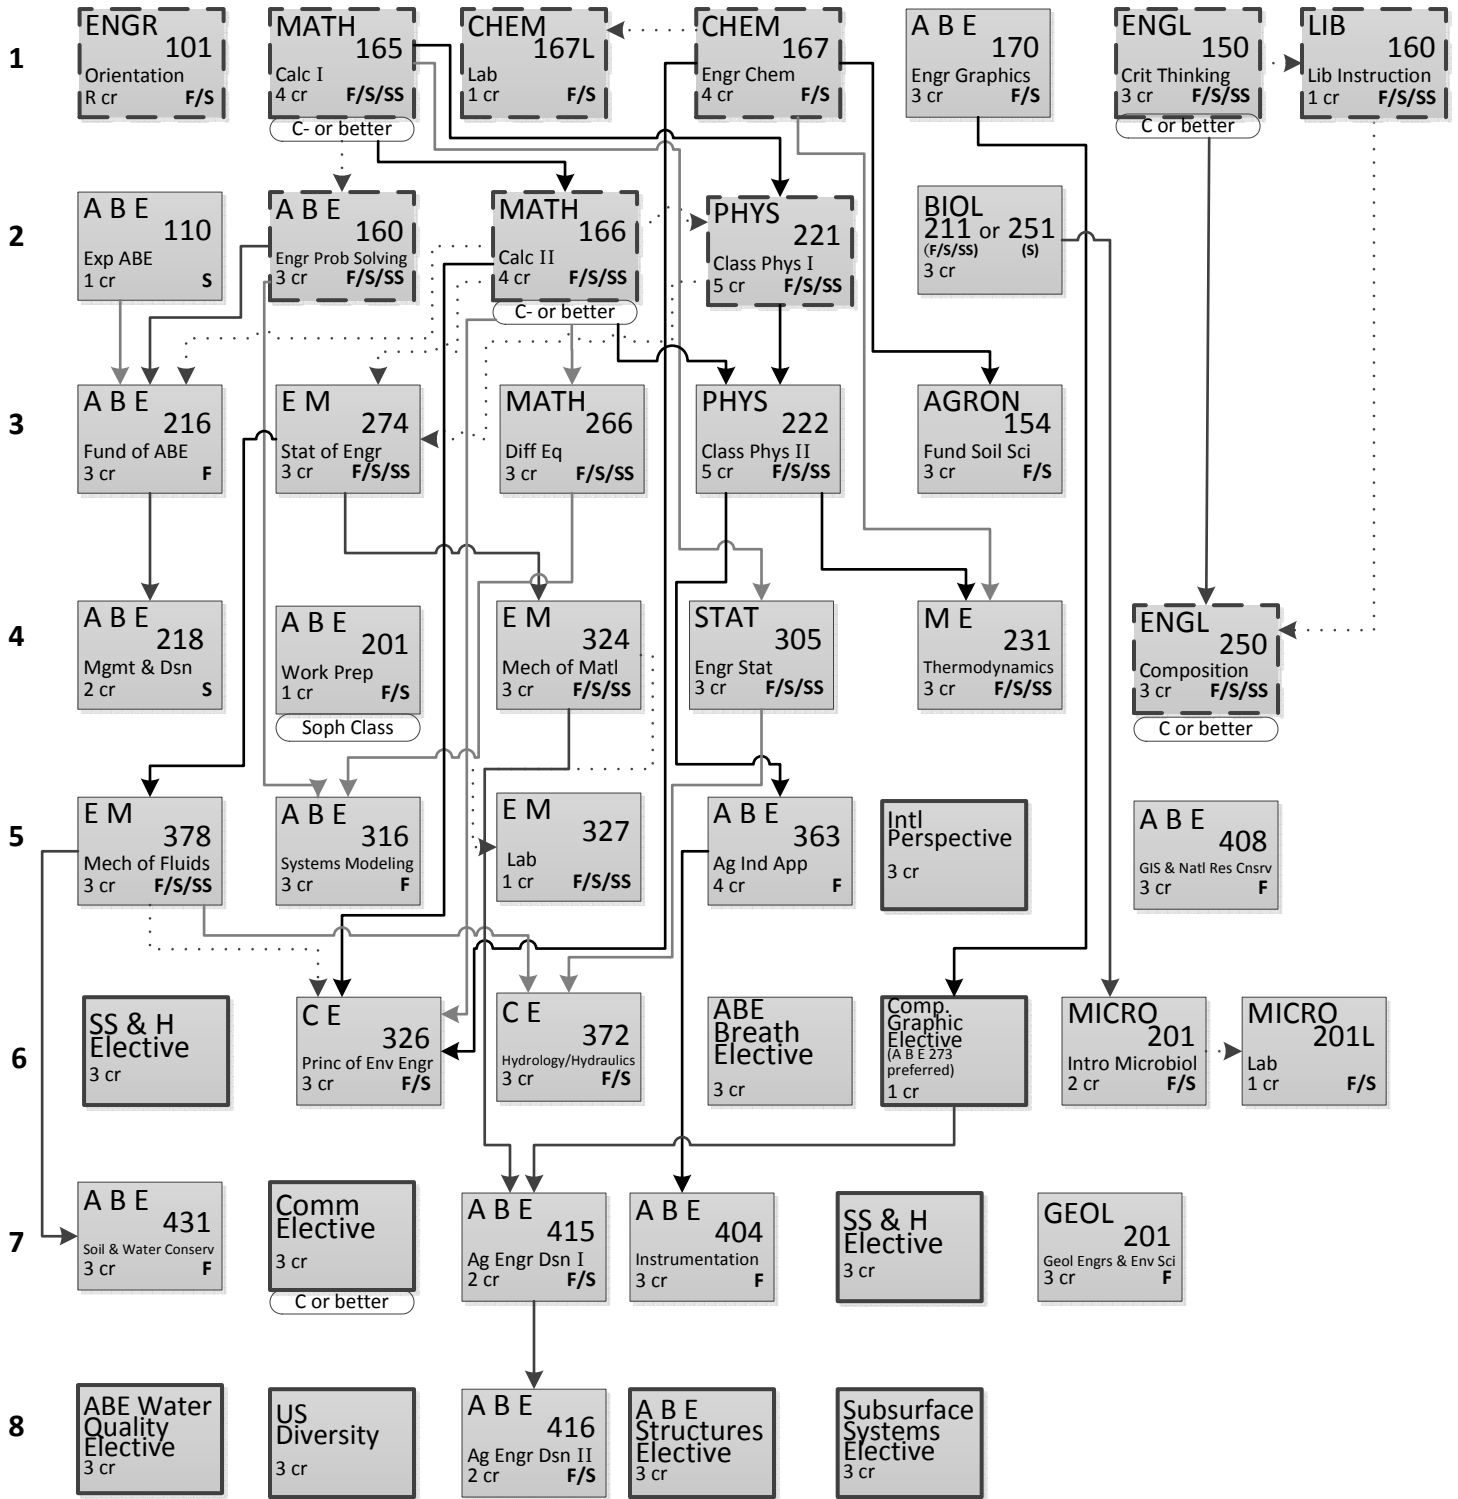 1
ENGR
101
Orientation
R cr F/S
MATH
165
Calc I
4 cr F/S/SS
C- or better
CHEM
167L
Lab
1 cr F/S
CHEM
167
Engr Chem
4 cr F/S
A B E
170
Engr Graphics
3 cr F/S
ENGL
150
Crit Thinking
3 cr F/S/SS
C or better
LIB
160
Lib Instruction
1 cr F/S/SS
2
A B E
110
Exp ABE
1 cr S
A B E
160
Engr Prob Solving
3 cr F/S/SS
MATH
166
Calc II
4 cr F/S/SS
C- or better
PHYS
221
Class Phys I
5 cr F/S/SS
BIOL
211 or 251
(F/S/SS) (S)
3 cr
3
A B E
216
Fund of ABE
3 cr F
E M
274
Stat of Engr
3 cr F/S/SS
MATH
266
Diff Eq
3 cr F/S/SS
PHYS
222
Class Phys II
5 cr F/S/SS
AGRON
154
Fund Soil Sci
3 cr F/S
4
A B E
218
Mgmt & Dsn
2 cr S
A B E
201
Work Prep
1 cr F/S
Soph Class
E M
324
Mech of Matl
3 cr F/S/SS
STAT
305
Engr Stat
3 cr F/S/SS
M E
231
Thermodynamics
3 cr F/S/SS
ENGL
250
Composition
3 cr F/S/SS
C or better
5
E M
378
Mech of Fluids
3 cr F/S/SS
A B E
316
Systems Modeling
3 cr F
E M
327
Lab
1 cr F/S/SS
A B E
363
Ag Ind App
4 cr F
Intl
Perspective
3 cr
A B E
408
GIS & Natl Res Cnsrv
3 cr F
6
SS & H
Elective
3 cr
C E
326
Princ of Env Engr
3 cr F/S
C E
372
Hydrology/Hydraulics
3 cr F/S
ABE
Breath
Elective
3 cr
Comp.
Graphic
Elective
(A B E 273
preferred)
1 cr
MICRO
201
Intro Microbiol
2 cr F/S
MICRO
201L
Lab
1 cr F/S
7
A B E
431
Soil & Water Conserv
3 cr F
Comm
Elective
3 cr
C or better
A B E
415
Ag Engr Dsn I
2 cr F/S
A B E
404
Instrumentation
3 cr F
SS & H
Elective
3 cr
GEOL
201
Geol Engrs & Env Sci
3 cr F
8
ABE Water
Quality
Elective
3 cr
US
Diversity
3 cr
A B E
416
Ag Engr Dsn II
2 cr F/S
A B E
Structures
Elective
3 cr
Subsurface
Systems
Elective
3 cr